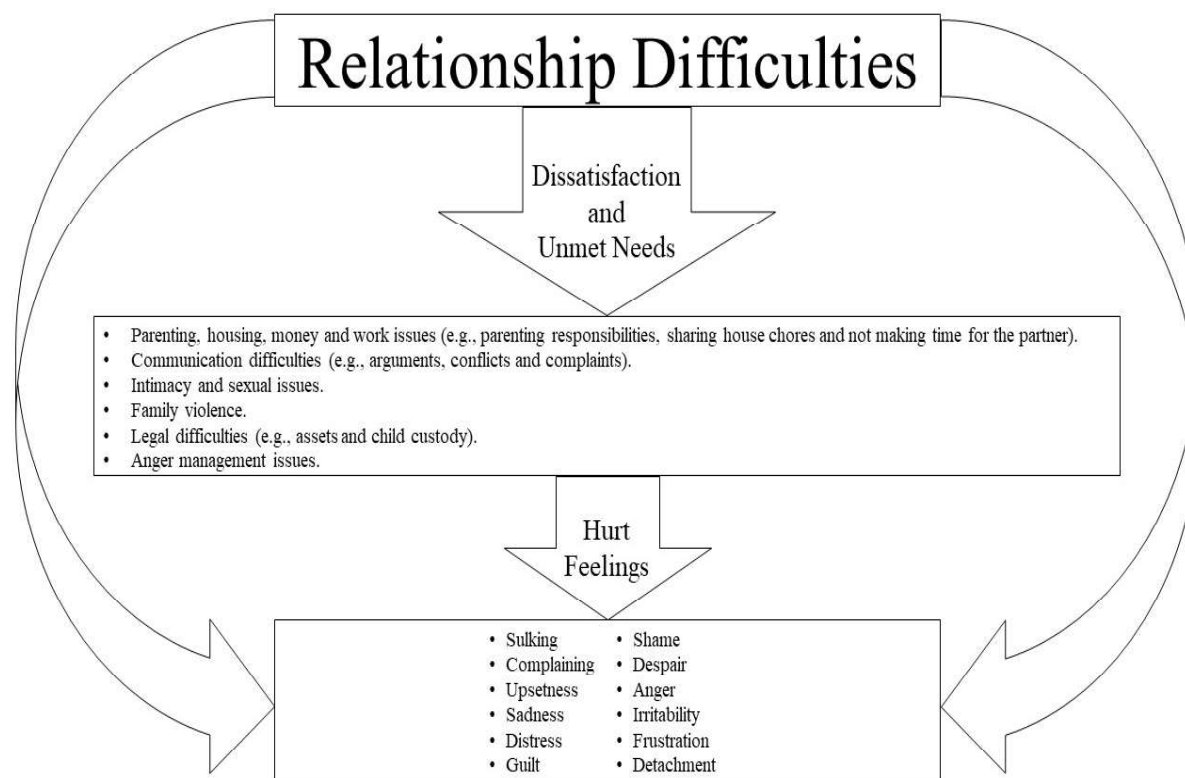 Relationship Difficulties
Dissatisfaction
and
Unmet Needs
• Parenting, housing, money and work issues (e.g., parenting responsibilities, sharing house chores and not making time for the partner).
• Communication difficulties (e.g., arguments, conflicts and complaints).
• Intimacy and sexual issues.
• Family violence.
• Legal difficulties (e.g., assets and child custody).
• Anger management issues.
Hurt
Feelings
• Sulking
• Complaining
• Upsetness
• Sadness
• Distress
• Guilt
• Shame
• Despair
• Anger
• Irritability
• Frustration
• Detachment